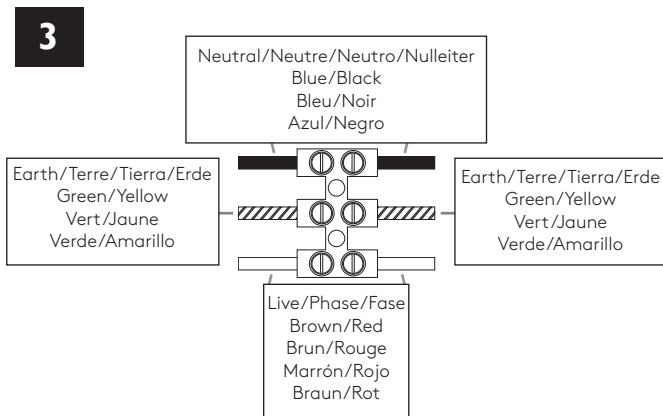 3
Neutral/Neutre/Neutro/Nulleiter
Blue/Black
Bleu/Noir
Azul/Negro
Earth/Terre/Tierra/Erde
Green/Yellow
Vert/Jaune
Verde/Amarillo
Earth/Terre/Tierra/Erde
Green/Yellow
Vert/Jaune
Verde/Amarillo
Live/Phase/Fase
Brown/Red
Brun/Rouge
Marrón/Rojo
Braun/Rot